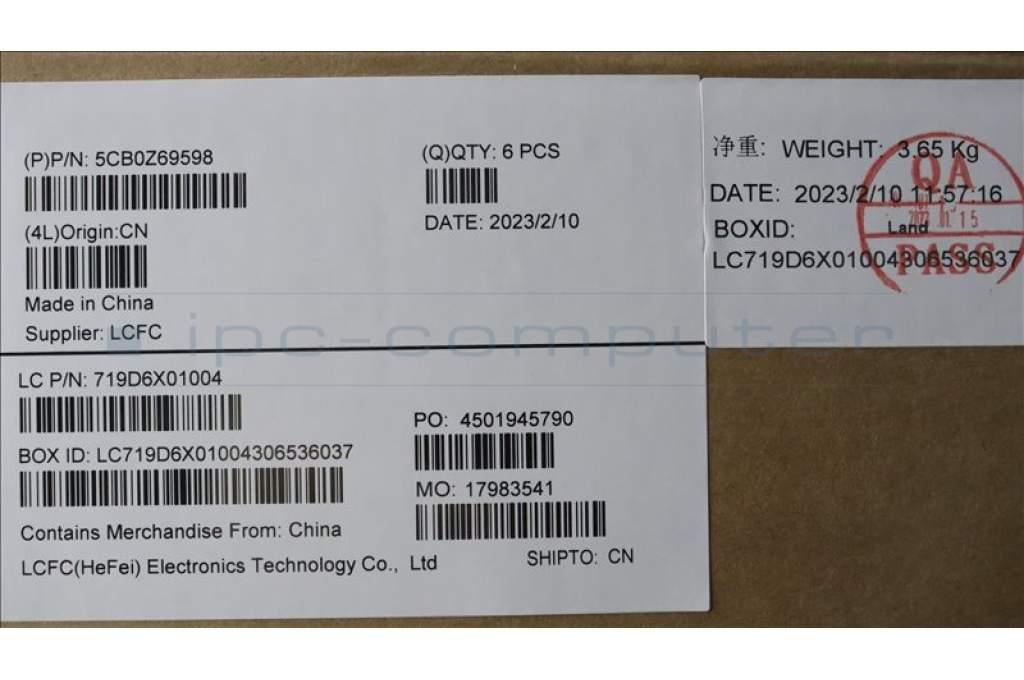 (P)P/N: 5CB0Z69598
(Q)QTY: 6 PCS
DATE: 2023/2/10
(4L)Origin:CN
Made in China
Supplier: LCFC
净重: WEIGHT: 3.65 Kg
DATE: 2023/2/10 11:57:16
BOXID: Land
LC719D6X01004306536037
QA
PASS
ipc-computer
LC P/N: 719D6X01004
PO: 4501945790
BOX ID: LC719D6X01004306536037
MO: 17983541
Contains Merchandise From: China
LCFC(HeFei) Electronics Technology Co., Ltd
SHIPTO: CN